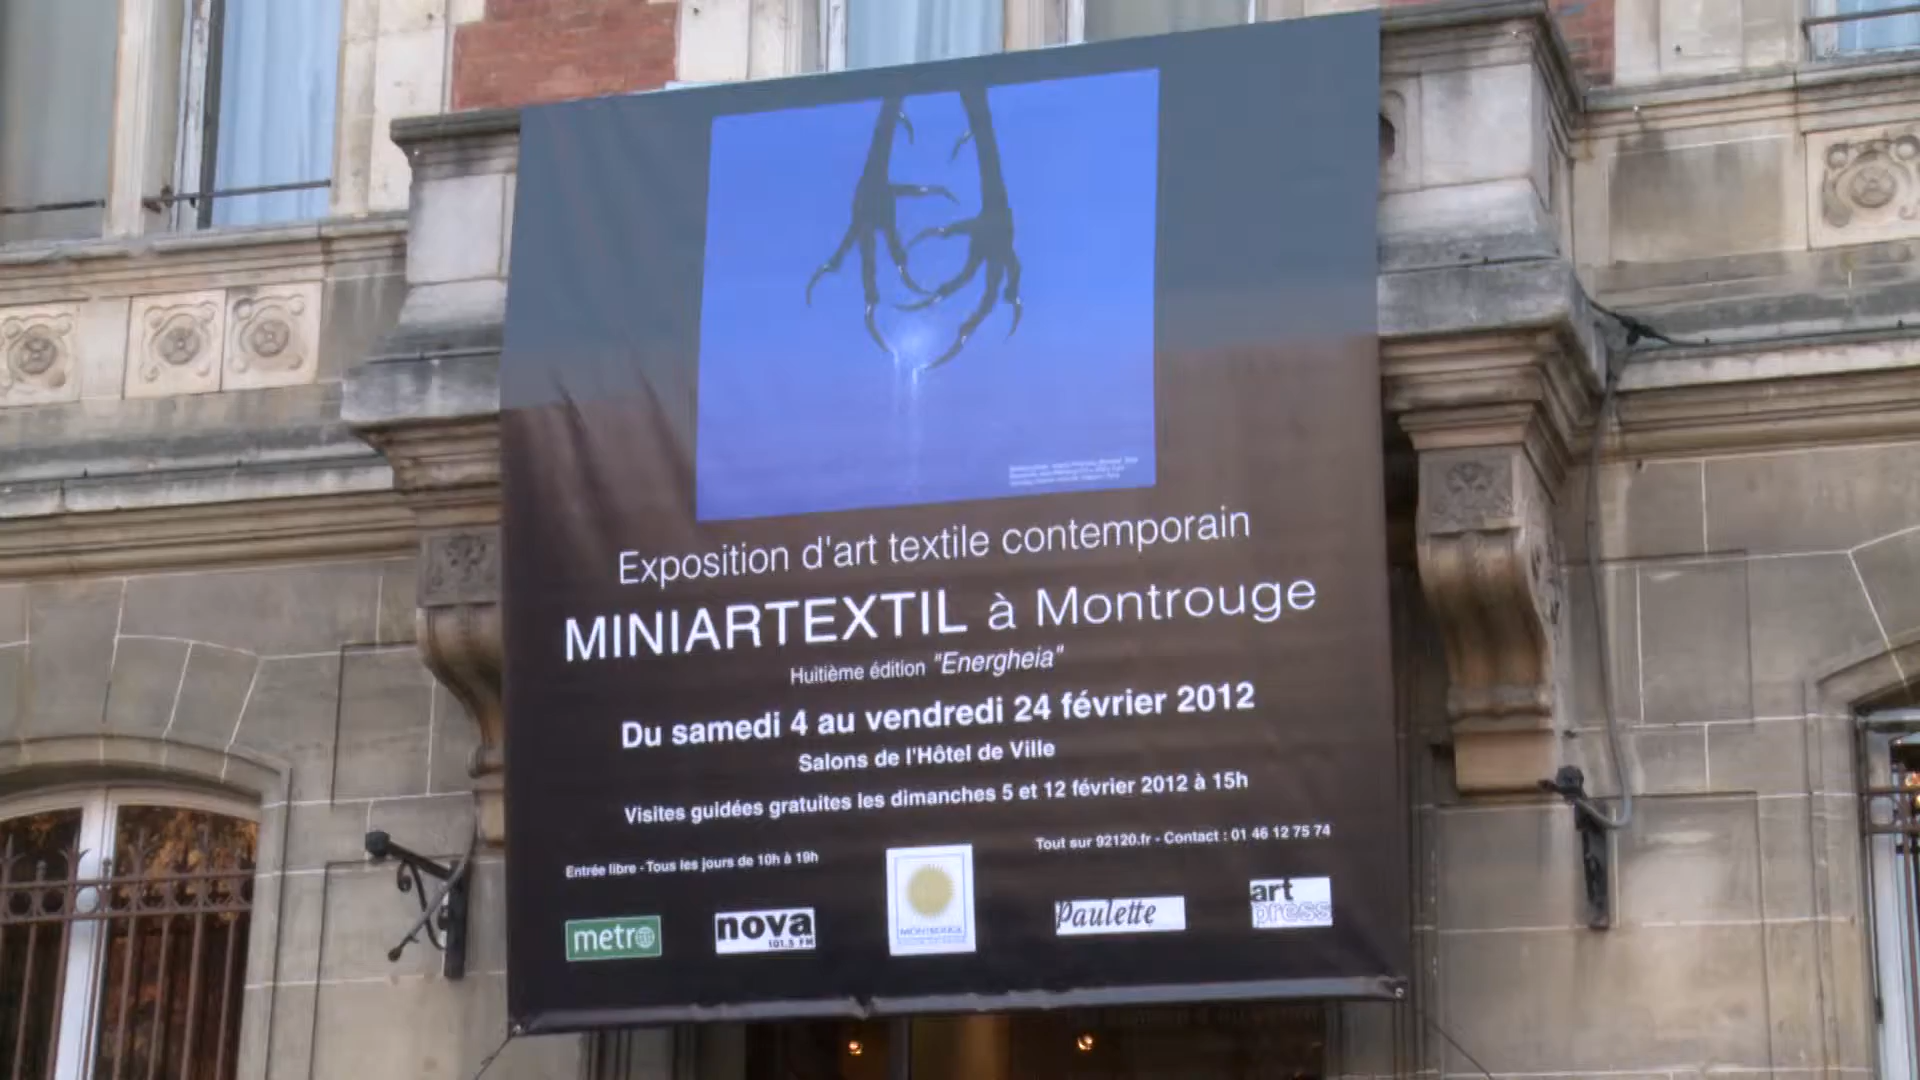 Exposition d'art textile contemporain
MINIARTEXTIL à Montrouge
Huitième édition "Energheia"
Du samedi 4 au vendredi 24 février 2012
Salons de l'Hôtel de Ville
Visites guidées gratuites les dimanches 5 et 12 février 2012 à 15h
Entrée libre - Tous les jours de 10h à 19h
Tout sur 92120.fr - Contact : 01 46 12 75 74
metro
nova
101.5 FM
MONTROUGE
Paulette
art
press